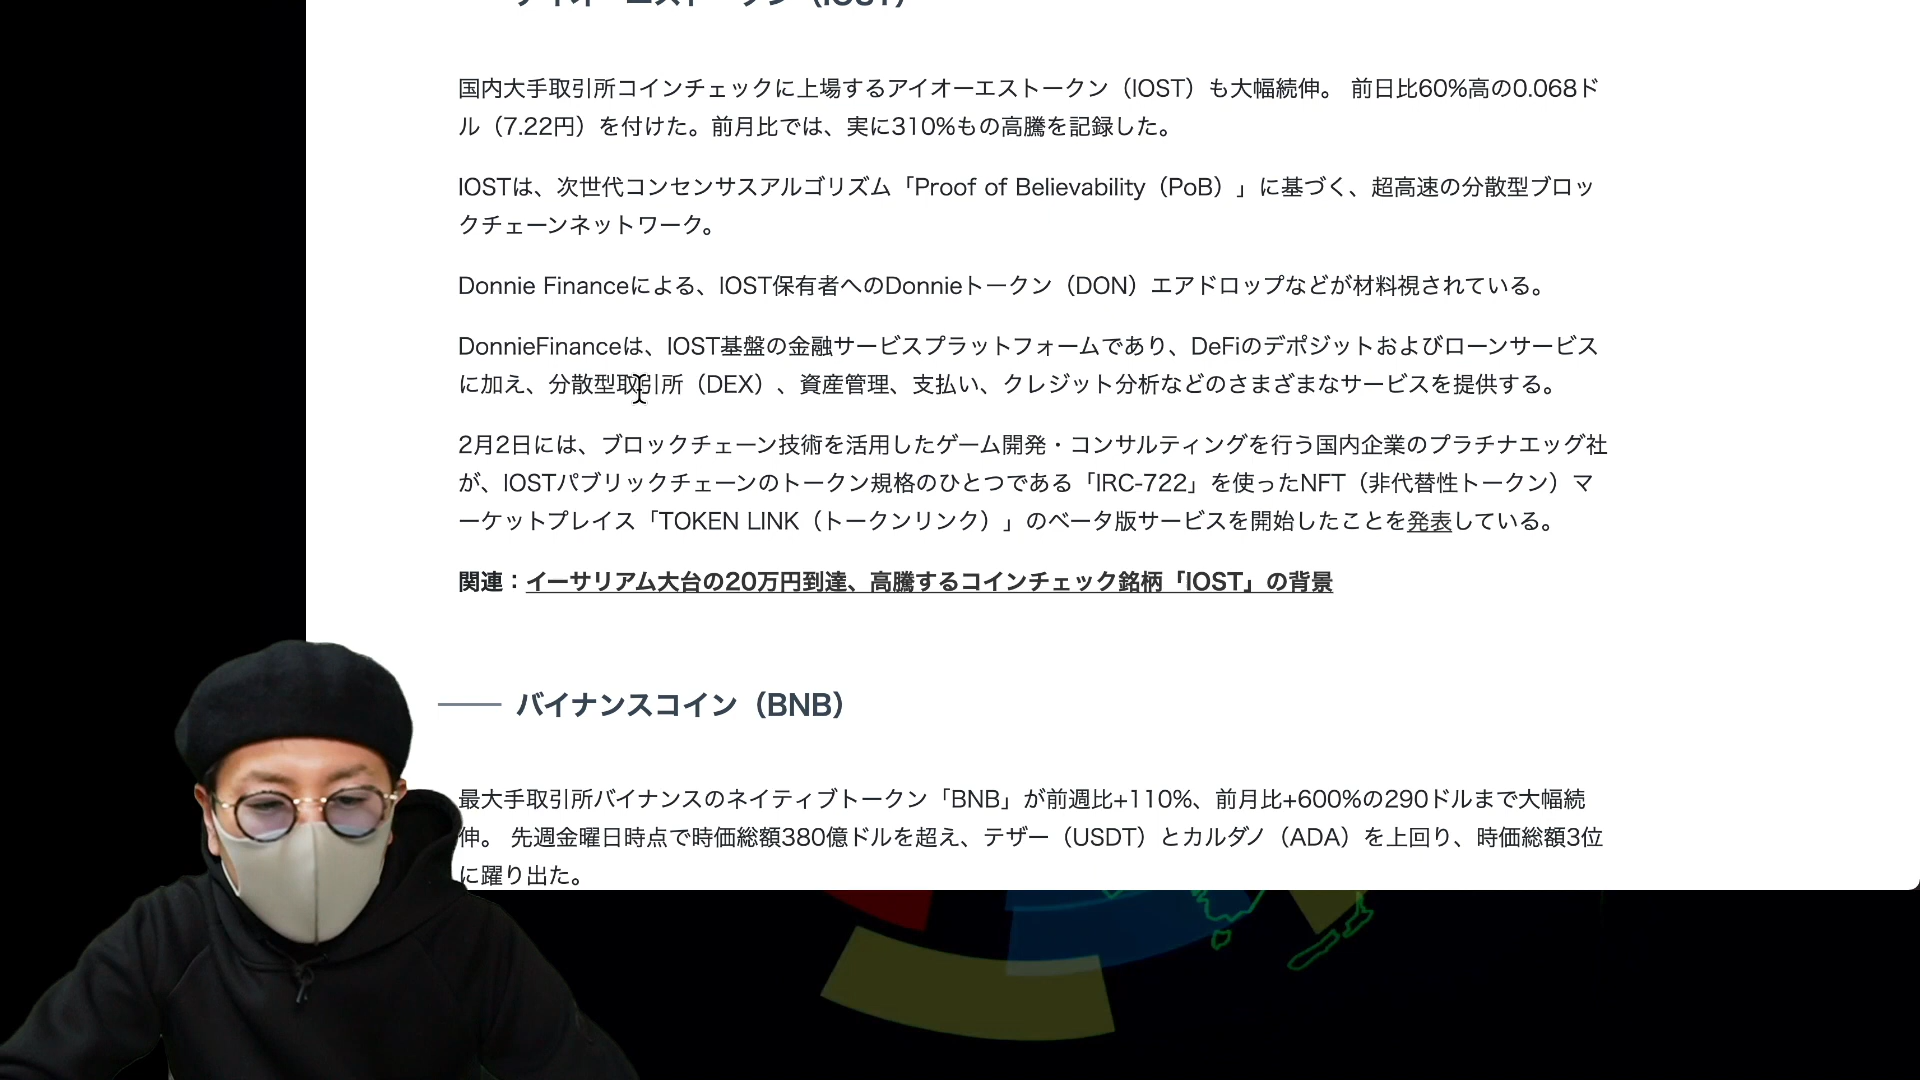 アイオーエストークン（IOST）
国内大手取引所コインチェックに上場するアイオーエストークン（IOST）も大幅続伸。 前日比60%高の0.068ド
ル（7.22円）を付けた。前月比では、実に310%もの高騰を記録した。
IOSTは、次世代コンセンサスアルゴリズム「Proof of Believability（PoB）」に基づく、超高速の分散型ブロッ
クチェーンネットワーク。
Donnie Financeによる、IOST保有者へのDonnieトークン（DON）エアドロップなどが材料視されている。
DonnieFinanceは、IOST基盤の金融サービスプラットフォームであり、DeFiのデポジットおよびローンサービス
に加え、分散型取引所（DEX）、資産管理、支払い、クレジット分析などのさまざまなサービスを提供する。
2月2日には、ブロックチェーン技術を活用したゲーム開発・コンサルティングを行う国内企業のプラチナエッグ社
が、IOSTパブリックチェーンのトークン規格のひとつである「IRC-722」を使ったNFT（非代替性トークン）マ
ーケットプレイス「TOKEN LINK（トークンリンク）」のベータ版サービスを開始したことを発表している。
関連：イーサリアム大台の20万円到達、高騰するコインチェック銘柄「IOST」の背景
バイナンスコイン（BNB）
最大手取引所バイナンスのネイティブトークン「BNB」が前週比+110%、前月比+600%の290ドルまで大幅続
伸。 先週金曜日時点で時価総額380億ドルを超え、テザー（USDT）とカルダノ（ADA）を上回り、時価総額3位
に躍り出た。